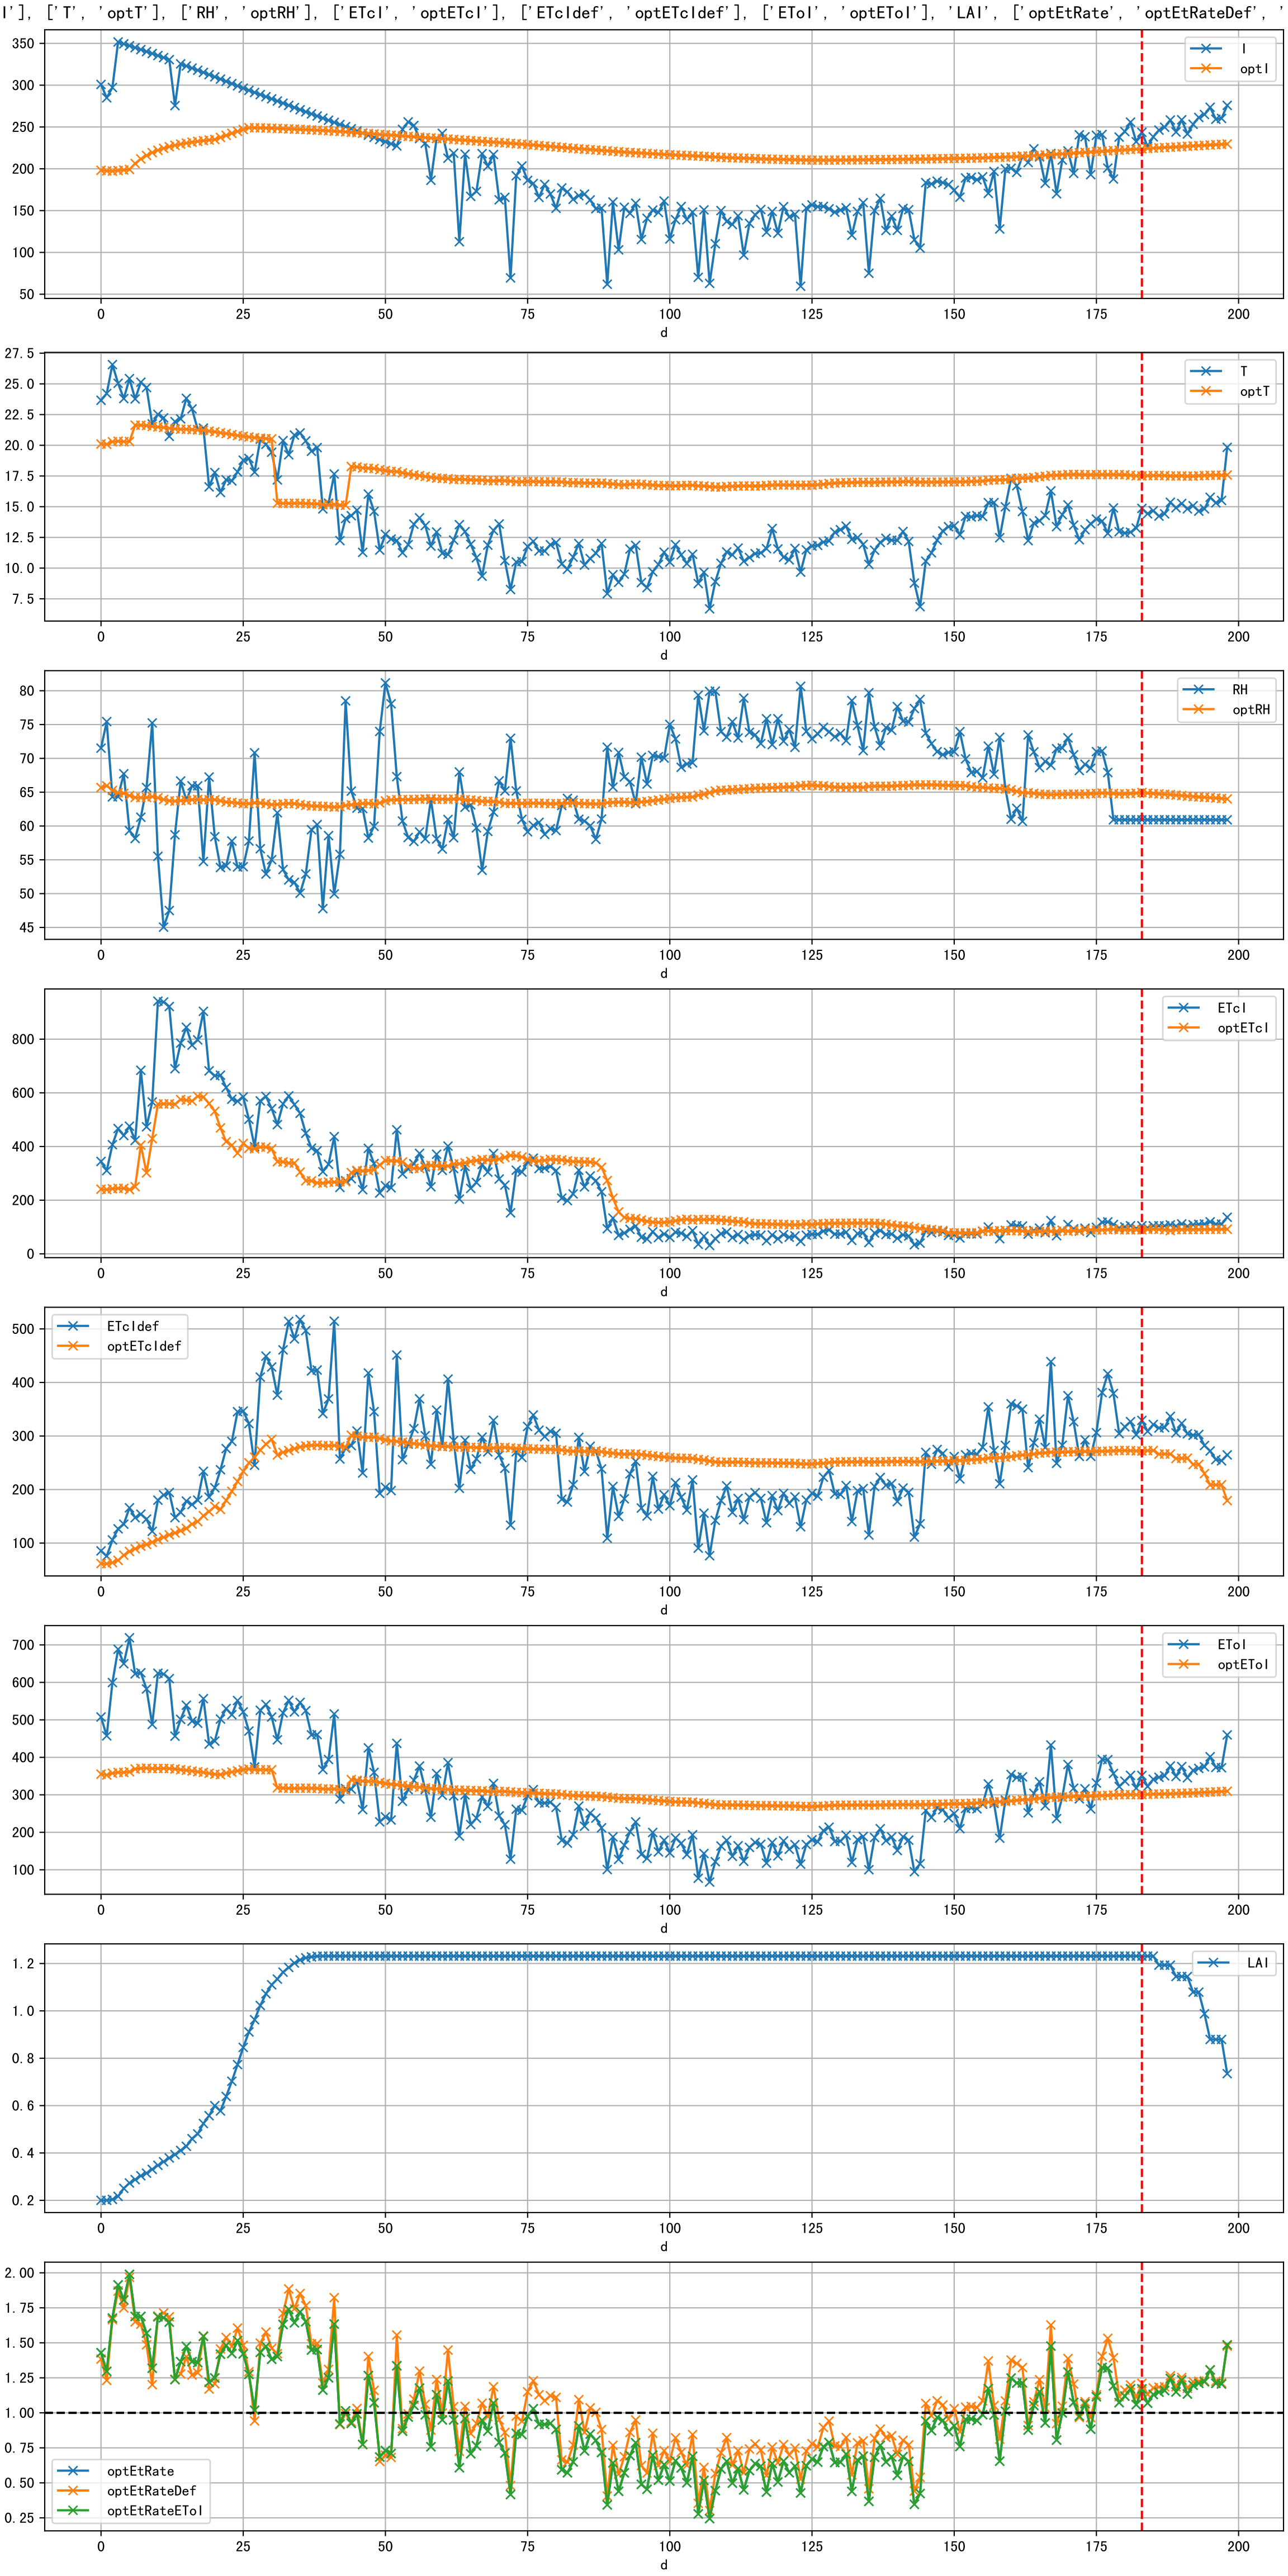 I'], ['T', 'optT'], ['RH', 'optRH'], ['ETcI', 'optETcI'], ['ETcIdef', 'optETcIdef'], ['EToI', 'optEToI'], 'LAI', ['optEtRate', 'optEtRateDef', '
350
300
250
200
150
100
50
I
optI
0 25 50 75 100 125 150 175 200
d
27.5
25.0
22.5
20.0
17.5
15.0
12.5
10.0
7.5
T
optT
0 25 50 75 100 125 150 175 200
d
80
75
70
65
60
55
50
45
RH
optRH
0 25 50 75 100 125 150 175 200
d
800
600
400
200
0
ETcI
optETcI
0 25 50 75 100 125 150 175 200
d
500
400
300
200
100
ETcIdef
optETcIdef
0 25 50 75 100 125 150 175 200
d
700
600
500
400
300
200
100
EToI
optEToI
0 25 50 75 100 125 150 175 200
d
1.2
1.0
0.8
0.6
0.4
0.2
LAI
0 25 50 75 100 125 150 175 200
d
2.00
1.75
1.50
1.25
1.00
0.75
0.50
0.25
optEtRate
optEtRateDef
optEtRateEToI
0 25 50 75 100 125 150 175 200
d